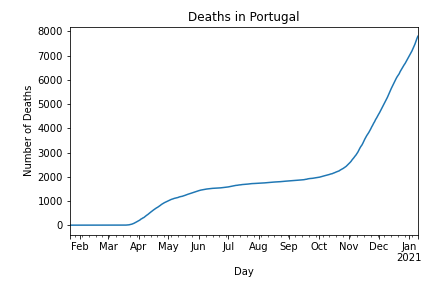 Deaths in Portugal
Number of Deaths
8000
7000
6000
5000
4000
3000
2000
1000
0
Feb Mar Apr May Jun Jul Aug Sep Oct Nov Dec Jan
2021
Day